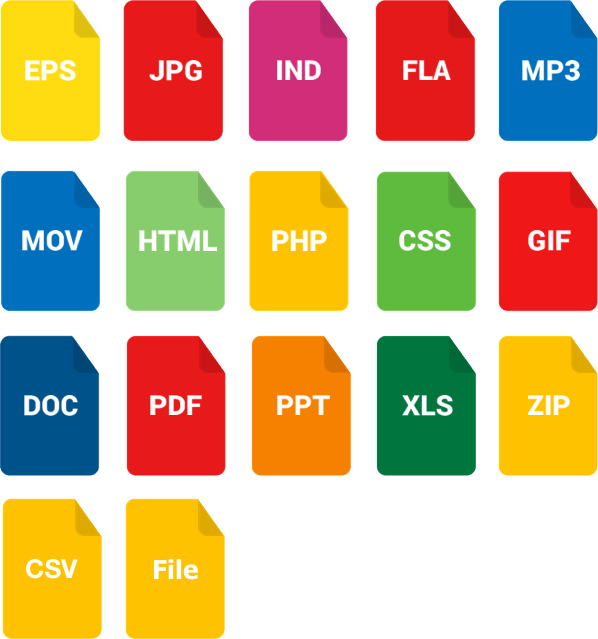 EPS JPG IND FLA MP3
MOV HTML PHP CSS GIF
DOC PDF PPT XLS ZIP
CSV File